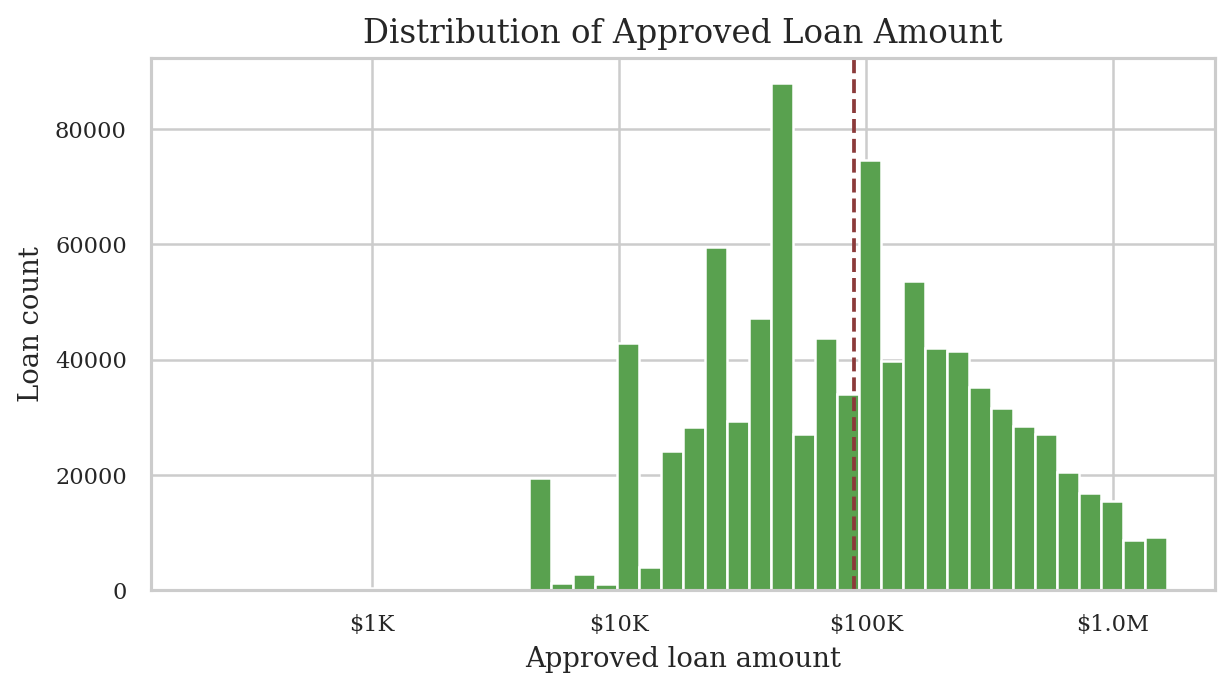 Distribution of Approved Loan Amount
Loan count
80000
60000
40000
20000
0
$1K $10K $100K $1.0M
Approved loan amount